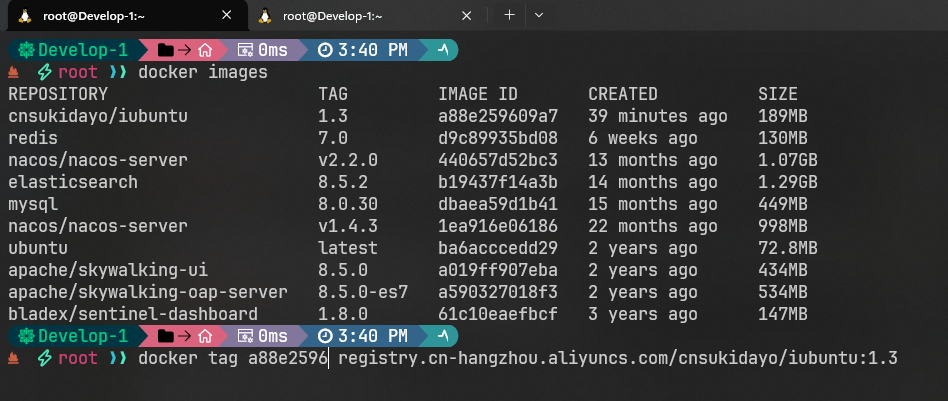 root@Develop-1:~ root@Develop-1:~
Develop-1 0ms 3:40 PM
root docker images
REPOSITORY TAG IMAGE ID CREATED SIZE
cnsukidayo/iubuntu 1.3 a88e259609a7 39 minutes ago 189MB
redis 7.0 d9c89935bd08 6 weeks ago 130MB
nacos/nacos-server v2.2.0 440657d52bc3 13 months ago 1.07GB
elasticsearch 8.5.2 b19437f14a3b 14 months ago 1.29GB
mysql 8.0.30 dbaea59d1b41 15 months ago 449MB
nacos/nacos-server v1.4.3 1ea916e06186 22 months ago 998MB
ubuntu latest ba6acccedd29 2 years ago 72.8MB
apache/skywalking-ui 8.5.0 a019ff907eba 2 years ago 434MB
apache/skywalking-oap-server 8.5.0-es7 a590327018f3 2 years ago 534MB
bladex/sentinel-dashboard 1.8.0 61c10eaefbcf 3 years ago 147MB
Develop-1 0ms 3:40 PM
root docker tag a88e2596 registry.cn-hangzhou.aliyuncs.com/cnsukidayo/iubuntu:1.3